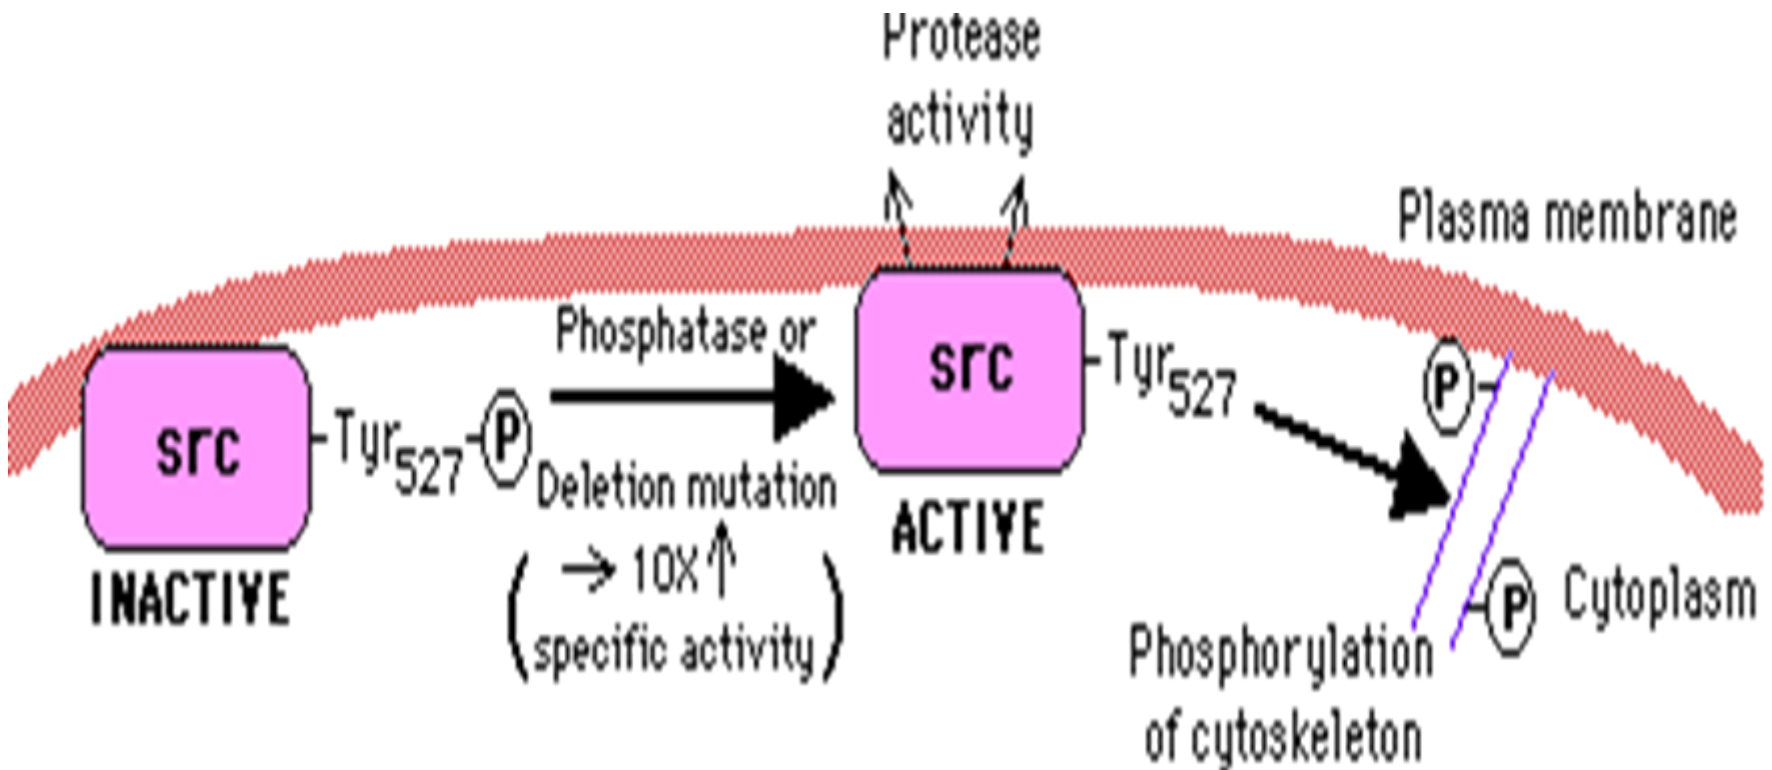 Protease
activity
Plasma membrane
Phosphatase or
src
Tyr527
P
src
Tyr527-P
Deletion mutation
ACTIVE
→ 10X↑
INACTIVE
(specific activity)
P
Cytoplasm
Phosphorylation
of cytoskeleton